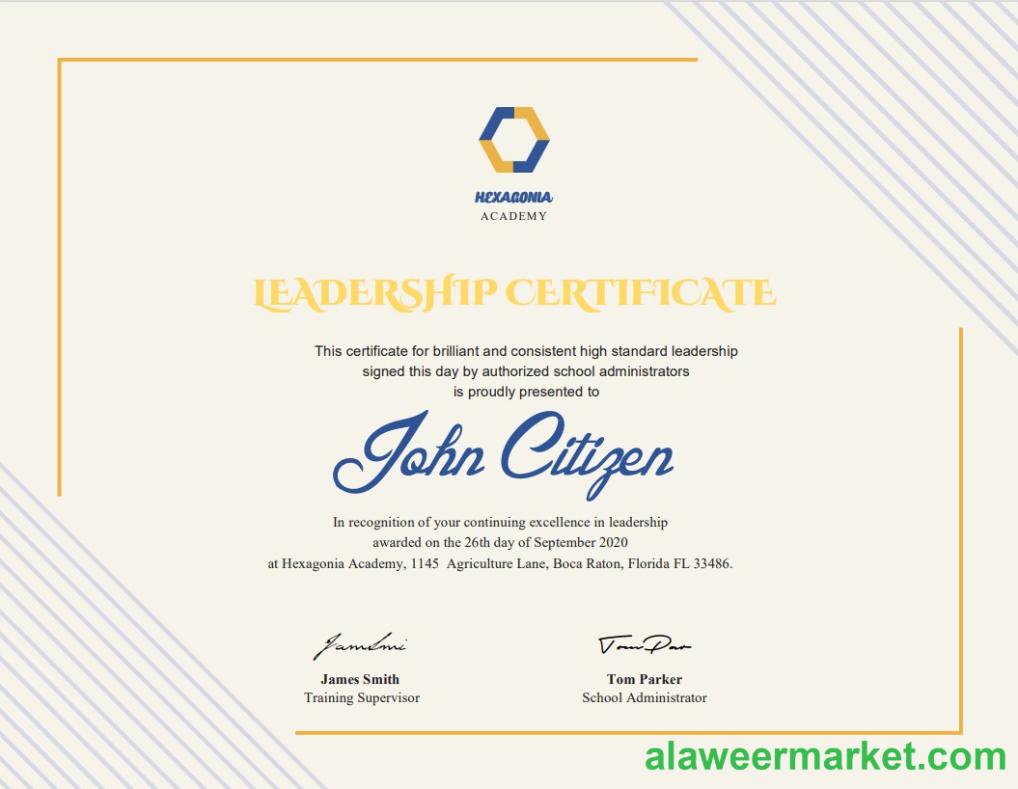 HEXAGONIA
ACADEMY
LEADERSHIP CERTIFICATE
This certificate for brilliant and consistent high standard leadership
signed this day by authorized school administrators
is proudly presented to
John Citizen
In recognition of your continuing excellence in leadership
awarded on the 26th day of September 2020
at Hexagonia Academy, 1145 Agriculture Lane, Boca Raton, Florida FL 33486.
JamSmi TomPar
James Smith Tom Parker
Training Supervisor School Administrator
alaweermarket.com